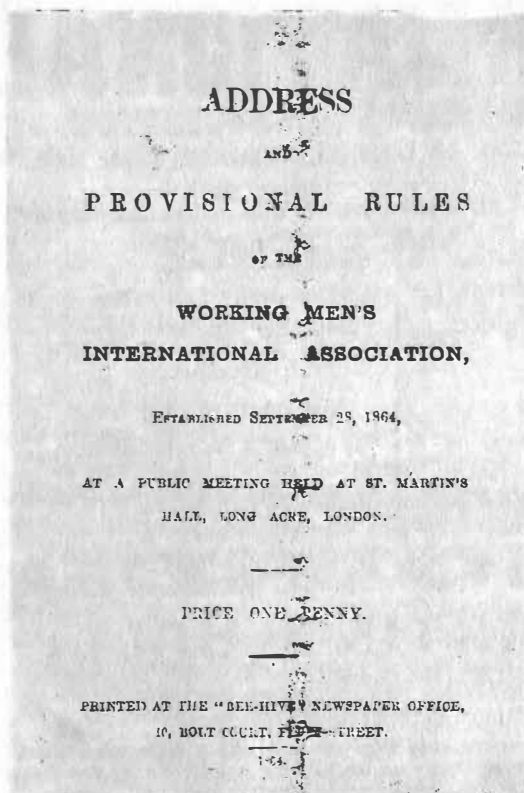 ADDRESS
AND
PROVISIONAL RULES
OF THE
WORKING MEN'S
INTERNATIONAL ASSOCIATION,
ESTABLISHED SEPTEMBER 28, 1864,
AT A PUBLIC MEETING HELD AT ST. MARTIN'S
HALL, LONG ACRE, LONDON.
PRICE ONE PENNY.
PRINTED AT THE "BEE-HIVE" NEWSPAPER OFFICE,
10, BOLT COURT, FLEET STREET.
1864.